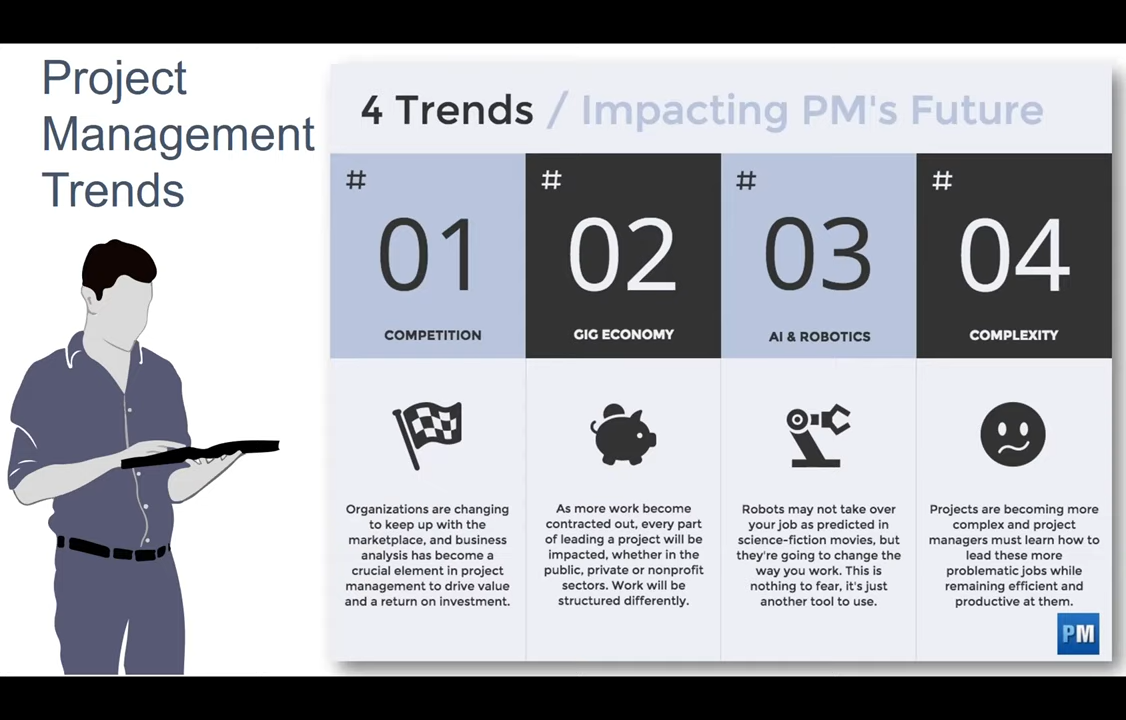 Project
Management
Trends
4 Trends / Impacting PM's Future
#
01
COMPETITION
Organizations are changing
to keep up with the
marketplace, and business
analysis has become a
crucial element in project
management to drive value
and a return on investment.
#
02
GIG ECONOMY
As more work become
contracted out, every part
of leading a project will be
impacted, whether in the
public, private or nonprofit
sectors. Work will be
structured differently.
#
03
AI & ROBOTICS
Robots may not take over
your job as predicted in
science-fiction movies, but
they're going to change the
way you work. This is
nothing to fear, it's just
another tool to use.
#
04
COMPLEXITY
Projects are becoming more
complex and project
managers must learn how to
lead these more
problematic jobs while
remaining efficient and
productive at them.
PM